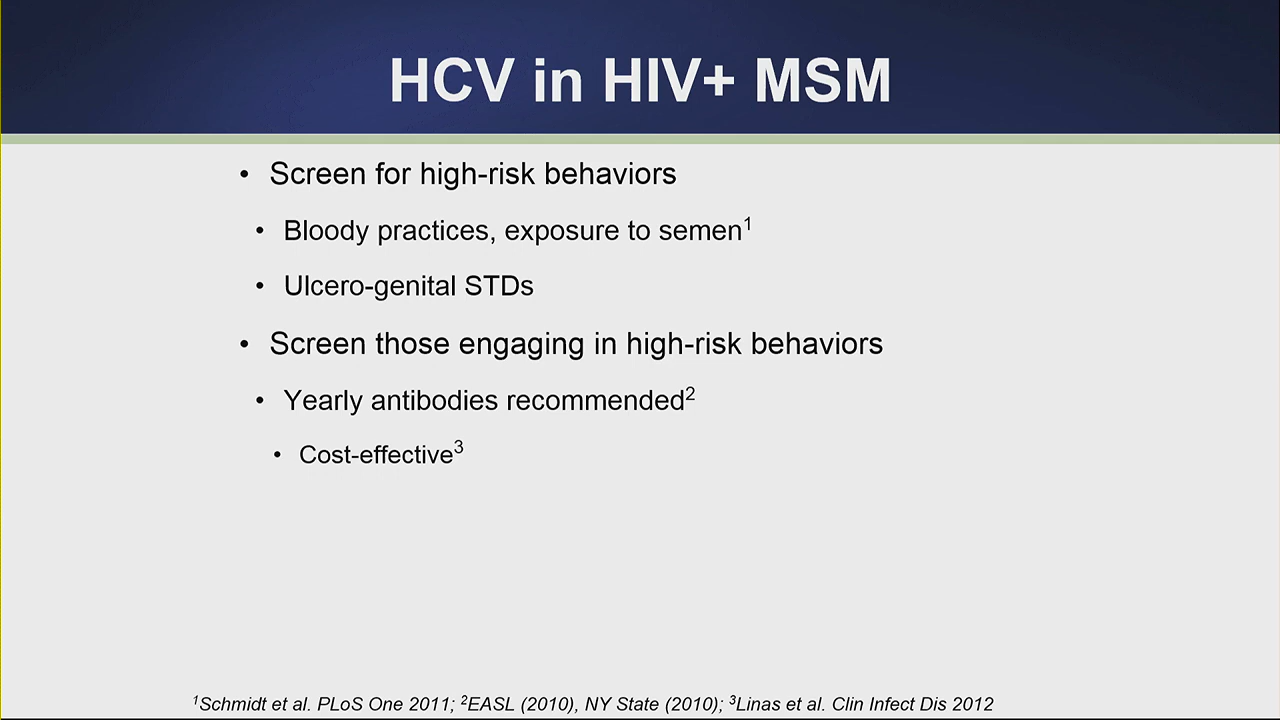 HCV in HIV+ MSM
• Screen for high-risk behaviors
• Bloody practices, exposure to semen¹
• Ulcero-genital STDs
• Screen those engaging in high-risk behaviors
• Yearly antibodies recommended²
• Cost-effective³
¹Schmidt et al. PLoS One 2011; ²EASL (2010), NY State (2010); ³Linas et al. Clin Infect Dis 2012